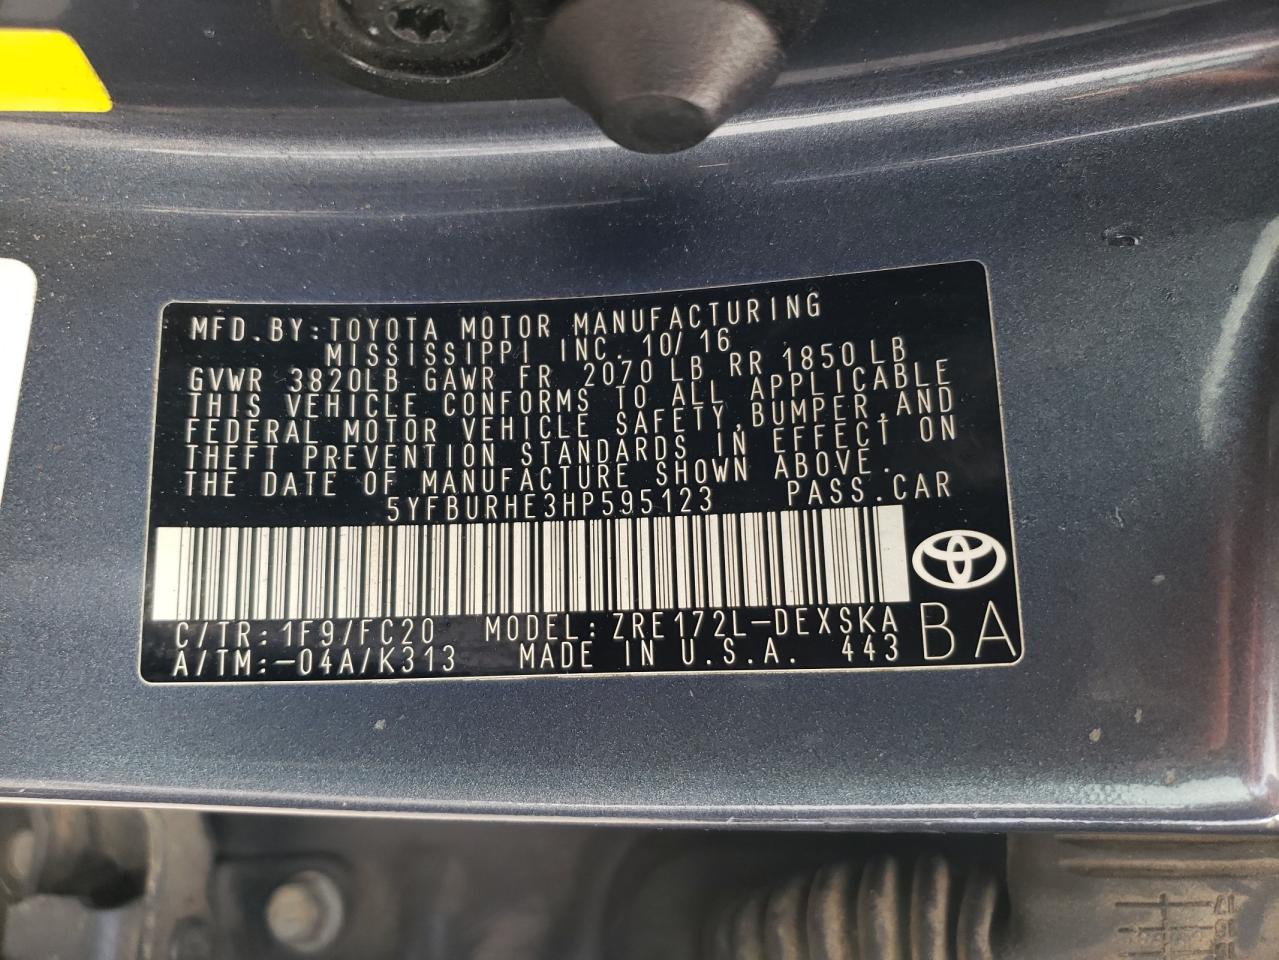 MFD.BY:TOYOTA MOTOR MANUFACTURING
MISSISSIPPI INC. 10/16
GVWR 3820LB GAWR FR 2070LB RR 1850LB
THIS VEHICLE CONFORMS TO ALL APPLICABLE
FEDERAL MOTOR VEHICLE SAFETY,BUMPER,AND
THEFT PREVENTION STANDARDS IN EFFECT ON
THE DATE OF MANUFACTURE SHOWN ABOVE.
5YFBURHE3HP595123 PASS.CAR
C/TR:1F9/FC20 MODEL:ZRE172L-DEXSKA
A/TM:-04A/K313 MADE IN U.S.A. 443
BA